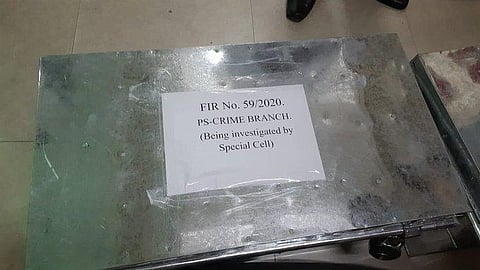 FIR No. 59/2020.
PS-CRIME BRANCH.
(Being investigated by
Special Cell)